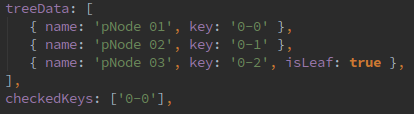 treeData: [
{ name: 'pNode 01', key: '0-0' },
{ name: 'pNode 02', key: '0-1' },
{ name: 'pNode 03', key: '0-2', isLeaf: true },
],
checkedKeys: ['0-0'],